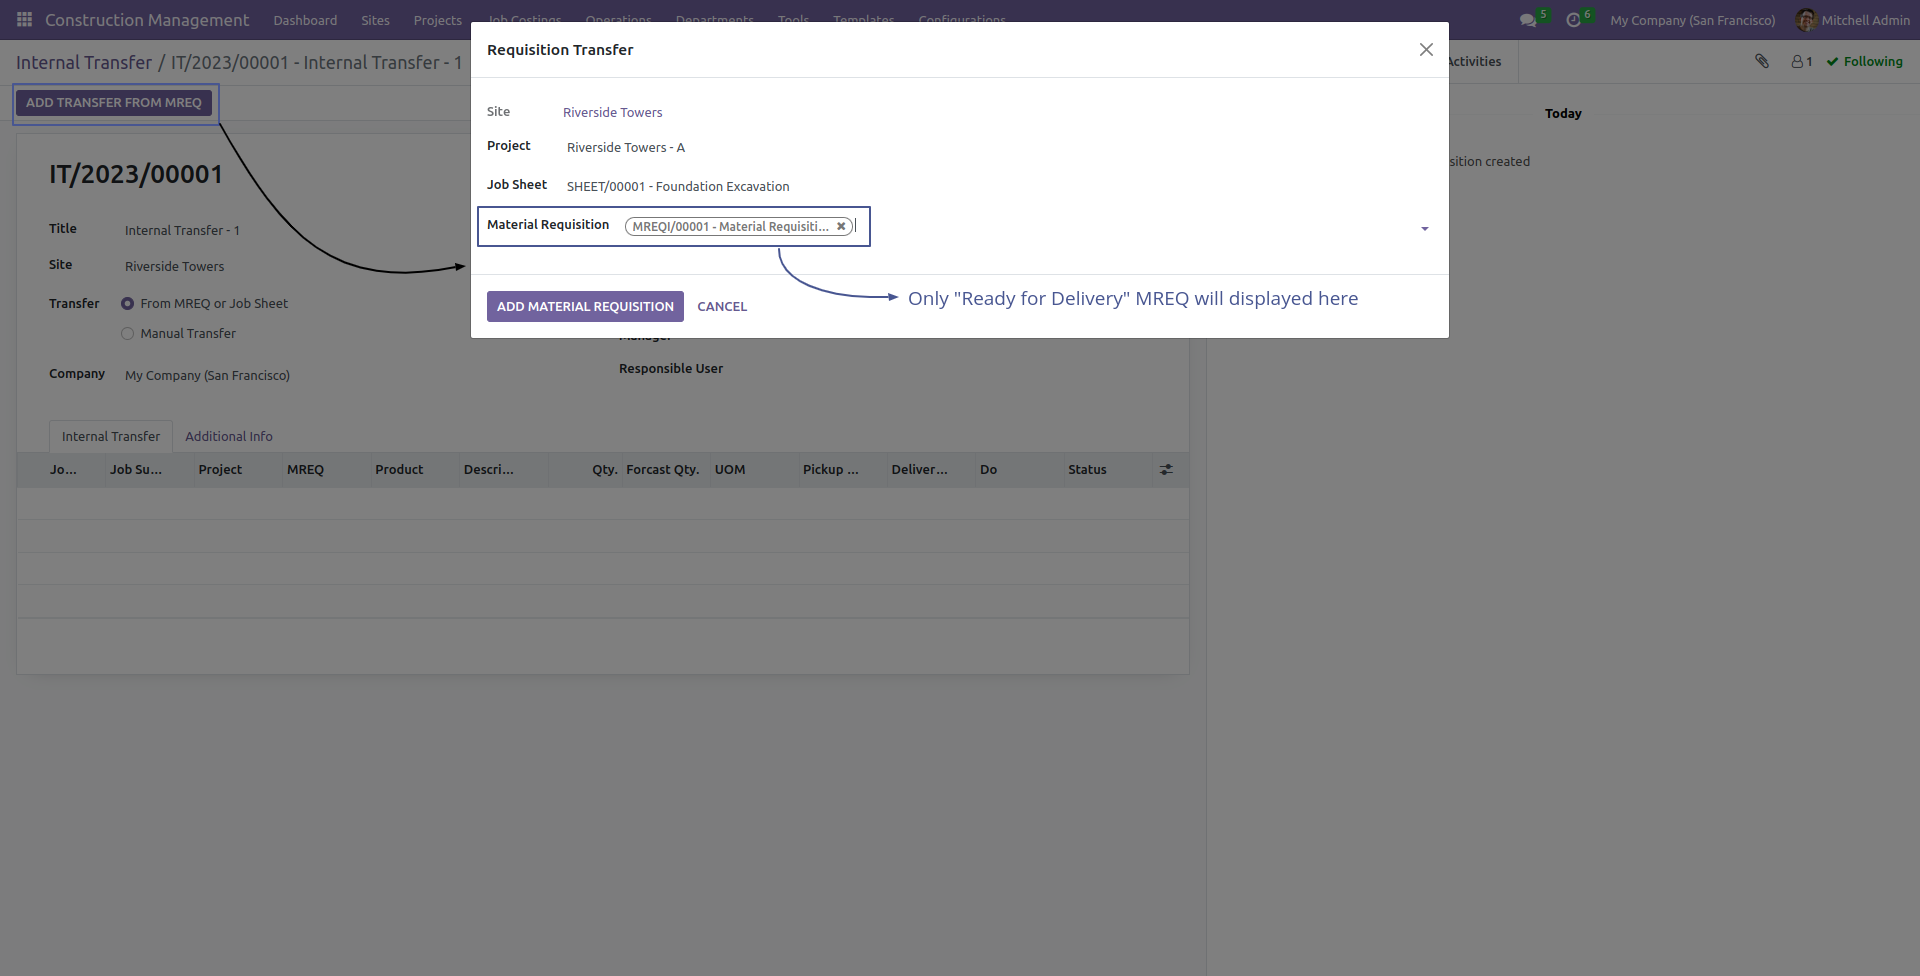 Construction Management Dashboard Sites Projects Job Costings Operations Departments Tools Templates Configurations 5 6 My Company (San Francisco) Mitchell Admin
Requisition Transfer
Internal Transfer / IT/2023/00001 - Internal Transfer - 1
Activities 1 Following
ADD TRANSFER FROM MREQ
Today
Site Riverside Towers
Project Riverside Towers - A
sition created
Job Sheet SHEET/00001 - Foundation Excavation
Material Requisition MREQI/00001 - Material Requisiti...
ADD MATERIAL REQUISITION CANCEL
Only "Ready for Delivery" MREQ will displayed here
IT/2023/00001
Title Internal Transfer - 1
Site Riverside Towers
Transfer From MREQ or Job Sheet
Manual Transfer
Manager
Company My Company (San Francisco)
Responsible User
Internal Transfer Additional Info
Jo... Job Su... Project MREQ Product Descri... Qty. Forcast Qty. UOM Pickup ... Deliver... Do Status